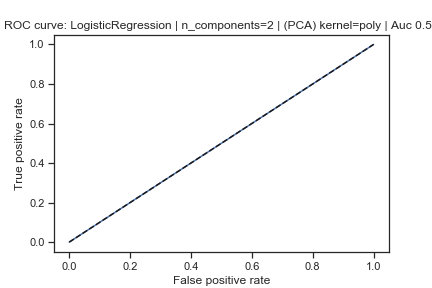 ROC curve: LogisticRegression | n_components=2 | (PCA) kernel=poly | Auc 0.5
1.0
0.8
0.6
0.4
0.2
0.0
True positive rate
0.0 0.2 0.4 0.6 0.8 1.0
False positive rate